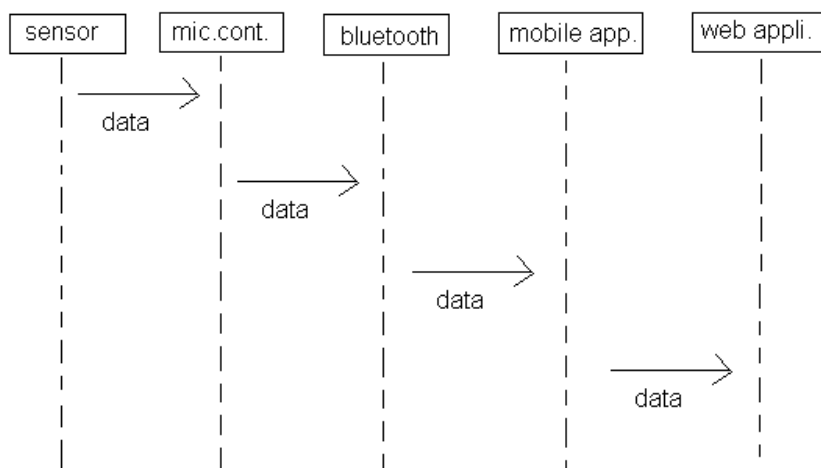 sensor
mic.cont.
bluetooth
mobile app.
web appli.
data
data
data
data